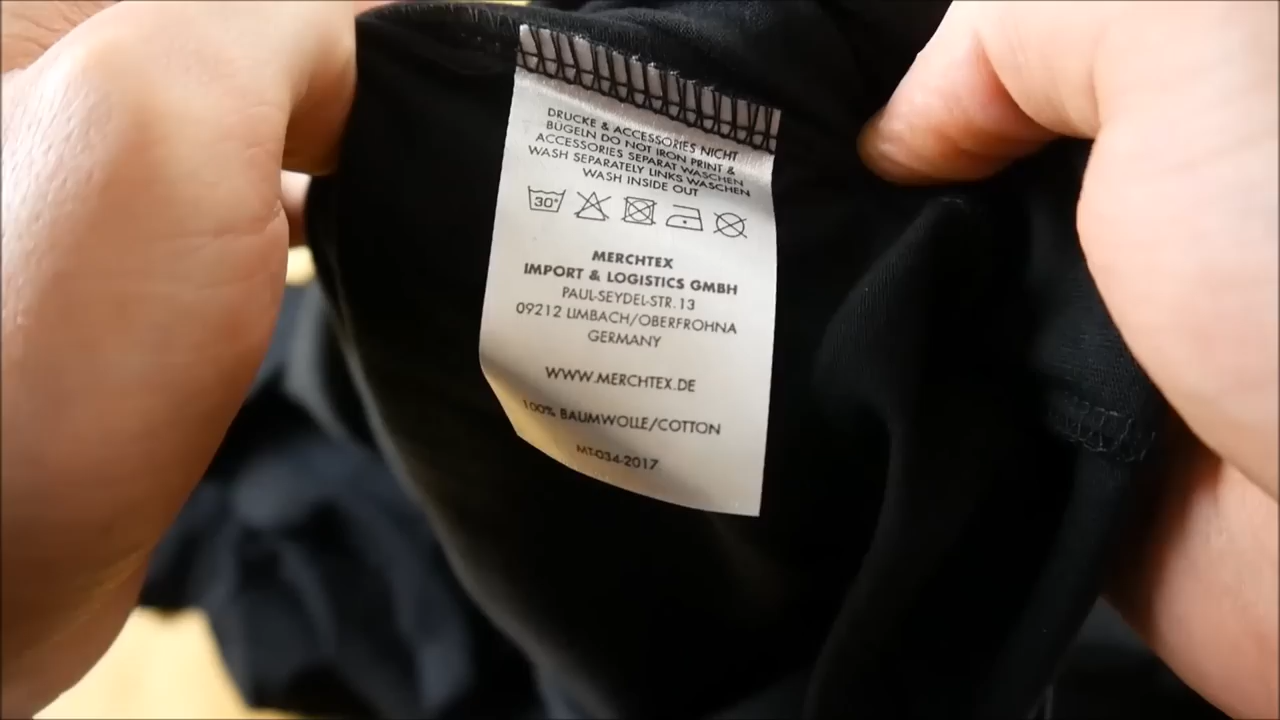 DRUCKE & ACCESSORIES NICHT
BÜGELN DO NOT IRON PRINT &
ACCESSORIES SEPARAT WASCHEN
WASH SEPARATELY LINKS WASCHEN
WASH INSIDE OUT
30°
MERCHTEX
IMPORT & LOGISTICS GMBH
PAUL-SEYDEL-STR.13
09212 LIMBACH/OBERFROHNA
GERMANY
WWW.MERCHTEX.DE
100% BAUMWOLLE/COTTON
MT-034-2017